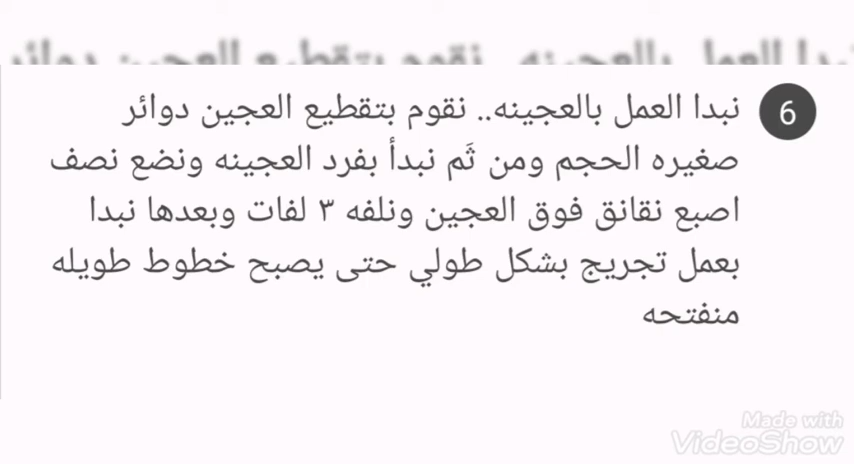 6
نبدا العمل بالعجينه.. نقوم بتقطيع العجين دوائر
صغيره الحجم ومن ثَم نبدأ بفرد العجينه ونضع نصف
اصبع نقانق فوق العجين ونلفه ٣ لفات وبعدها نبدا
بعمل تجريج بشكل طولي حتى يصبح خطوط طويله
منفتحه
Made with
VideoShow